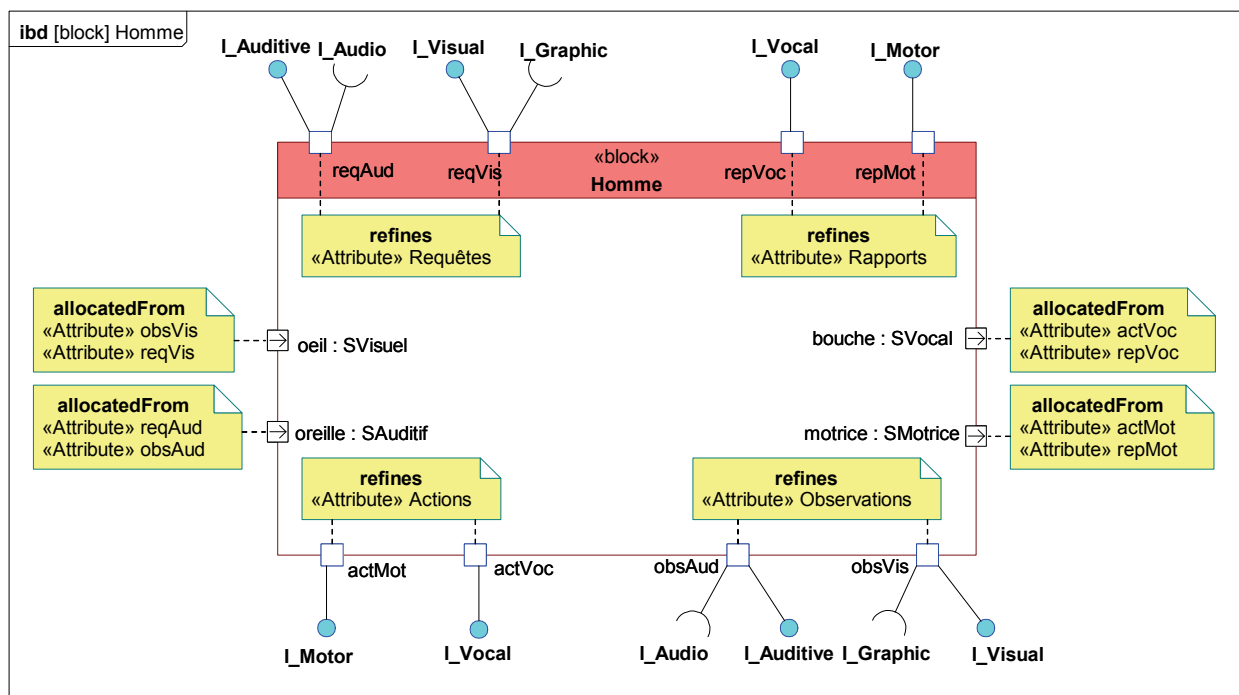 ibd [block] Homme
I_Auditive
I_Audio
I_Visual
I_Graphic
I_Vocal
I_Motor
«block»
Homme
reqAud
reqVis
repVoc
repMot
refines
«Attribute» Requêtes
refines
«Attribute» Rapports
allocatedFrom
«Attribute» obsVis
«Attribute» reqVis
oeil : SVisuel
bouche : SVocal
allocatedFrom
«Attribute» actVoc
«Attribute» repVoc
allocatedFrom
«Attribute» reqAud
«Attribute» obsAud
oreille : SAuditif
motrice : SMotrice
allocatedFrom
«Attribute» actMot
«Attribute» repMot
refines
«Attribute» Actions
refines
«Attribute» Observations
actMot
actVoc
obsAud
obsVis
I_Motor
I_Vocal
I_Audio
I_Auditive
I_Graphic
I_Visual